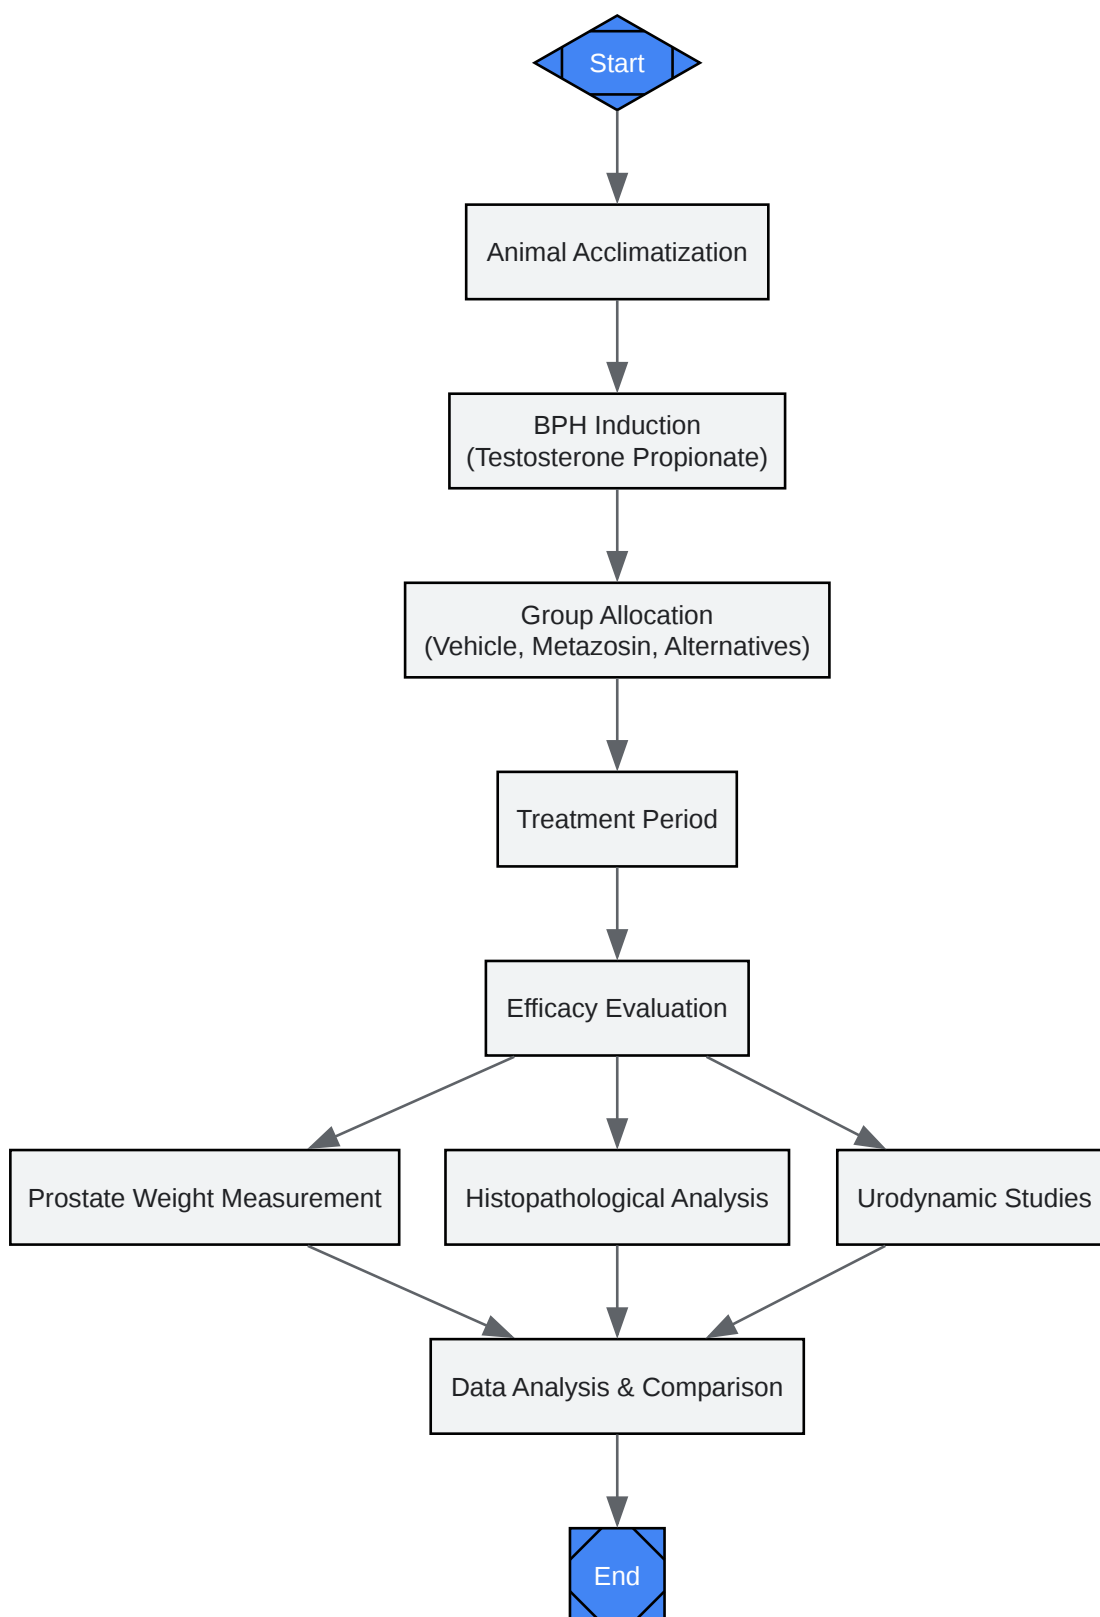 Start
Animal Acclimatization
BPH Induction
(Testosterone Propionate)
Group Allocation
(Vehicle, Metazosin, Alternatives)
Treatment Period
Efficacy Evaluation
Prostate Weight Measurement
Histopathological Analysis
Urodynamic Studies
Data Analysis & Comparison
End